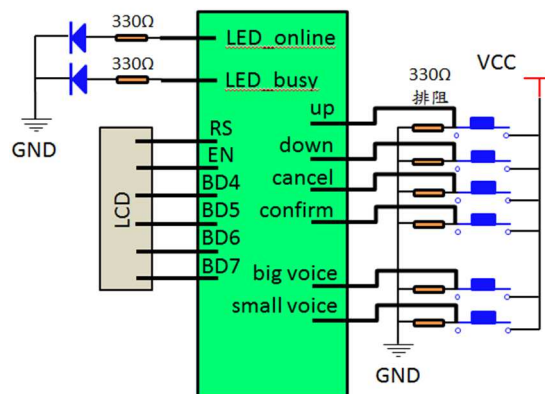 330Ω
LED_online
330Ω
LED_busy
GND
LCD
RS
EN
BD4
BD5
BD6
BD7
up
down
cancel
confirm
big voice
small voice
330Ω
排阻
VCC
GND